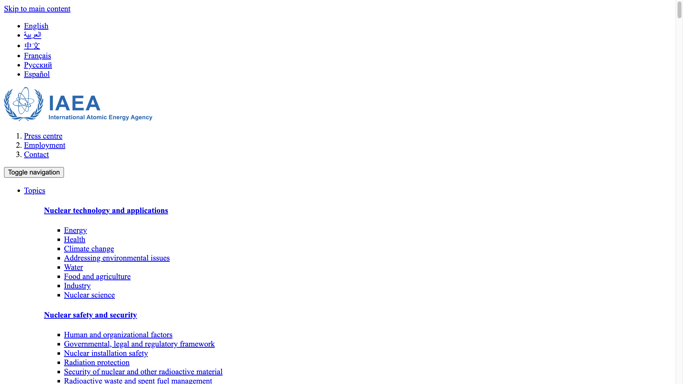 Skip to main content
English
العربية
中文
Français
Русский
Español
IAEA
International Atomic Energy Agency
1. Press centre
2. Employment
3. Contact
Toggle navigation
Topics
Nuclear technology and applications
Energy
Health
Climate change
Addressing environmental issues
Water
Food and agriculture
Industry
Nuclear science
Nuclear safety and security
Human and organizational factors
Governmental, legal and regulatory framework
Nuclear installation safety
Radiation protection
Security of nuclear and other radioactive material
Radioactive waste and spent fuel management